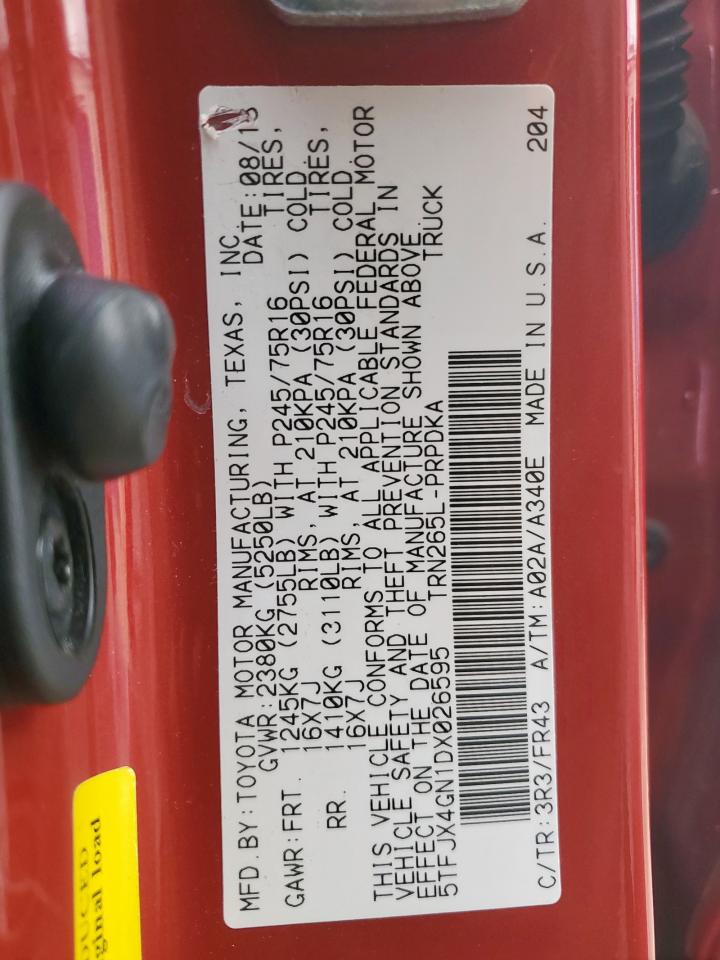 MFD.BY:TOYOTA MOTOR MANUFACTURING, TEXAS, INC.
GVWR:2380KG(5250LB) DATE:08/13
GAWR:FRT. 1245KG (2755LB) WITH P245/75R16 TIRES,
16X7J RIMS, AT 210KPA (30PSI) COLD
RR. 1410KG (3110LB) WITH P245/75R16 TIRES,
16X7J RIMS, AT 210KPA (30PSI) COLD
THIS VEHICLE CONFORMS TO ALL APPLICABLE FEDERAL MOTOR
VEHICLE SAFETY AND THEFT PREVENTION STANDARDS IN
EFFECT ON THE DATE OF MANUFACTURE SHOWN ABOVE.
5TFJX4GN1DX026595 TRN265L-PRPDKA TRUCK
C/TR:3R3/FR43 A/TM:A02A/A340E MADE IN U.S.A. 204
DUCED
ginal load